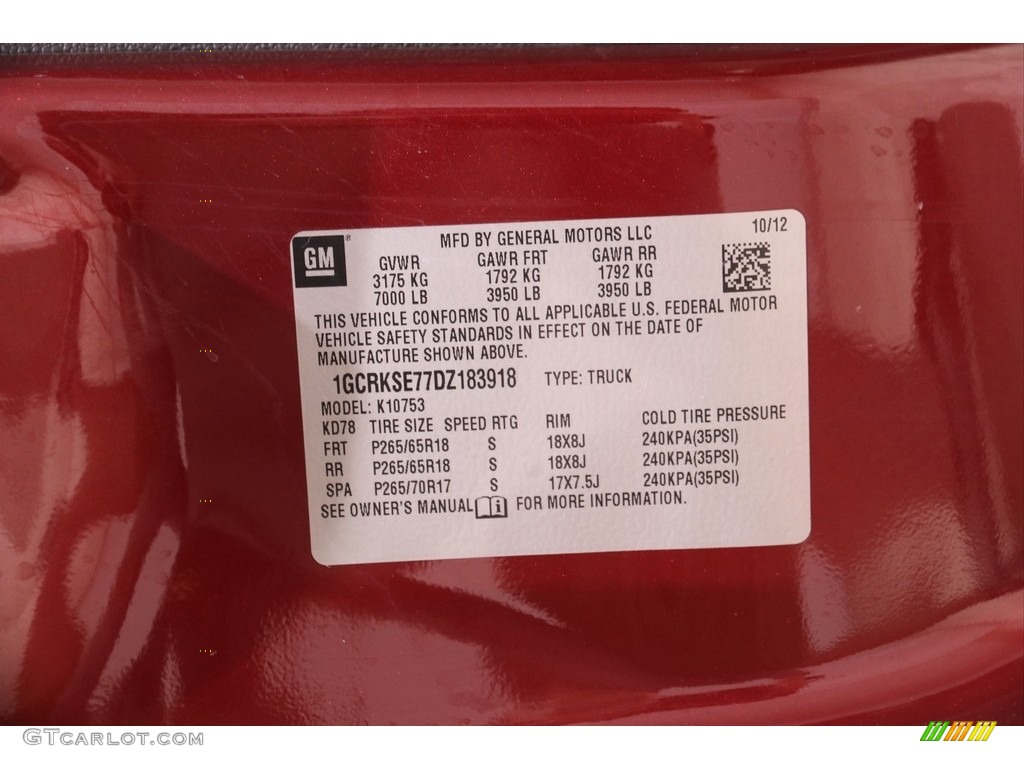 10/12
GM®
MFD BY GENERAL MOTORS LLC
GVWR GAWR FRT GAWR RR
3175 KG 1792 KG 1792 KG
7000 LB 3950 LB 3950 LB
THIS VEHICLE CONFORMS TO ALL APPLICABLE U.S. FEDERAL MOTOR
VEHICLE SAFETY STANDARDS IN EFFECT ON THE DATE OF
MANUFACTURE SHOWN ABOVE.
1GCRKSE77DZ183918 TYPE: TRUCK
MODEL: K10753
KD78 TIRE SIZE SPEED RTG RIM COLD TIRE PRESSURE
FRT P265/65R18 S 18X8J 240KPA(35PSI)
RR P265/65R18 S 18X8J 240KPA(35PSI)
SPA P265/70R17 S 17X7.5J 240KPA(35PSI)
SEE OWNER'S MANUAL i FOR MORE INFORMATION.
GTcarlot.com